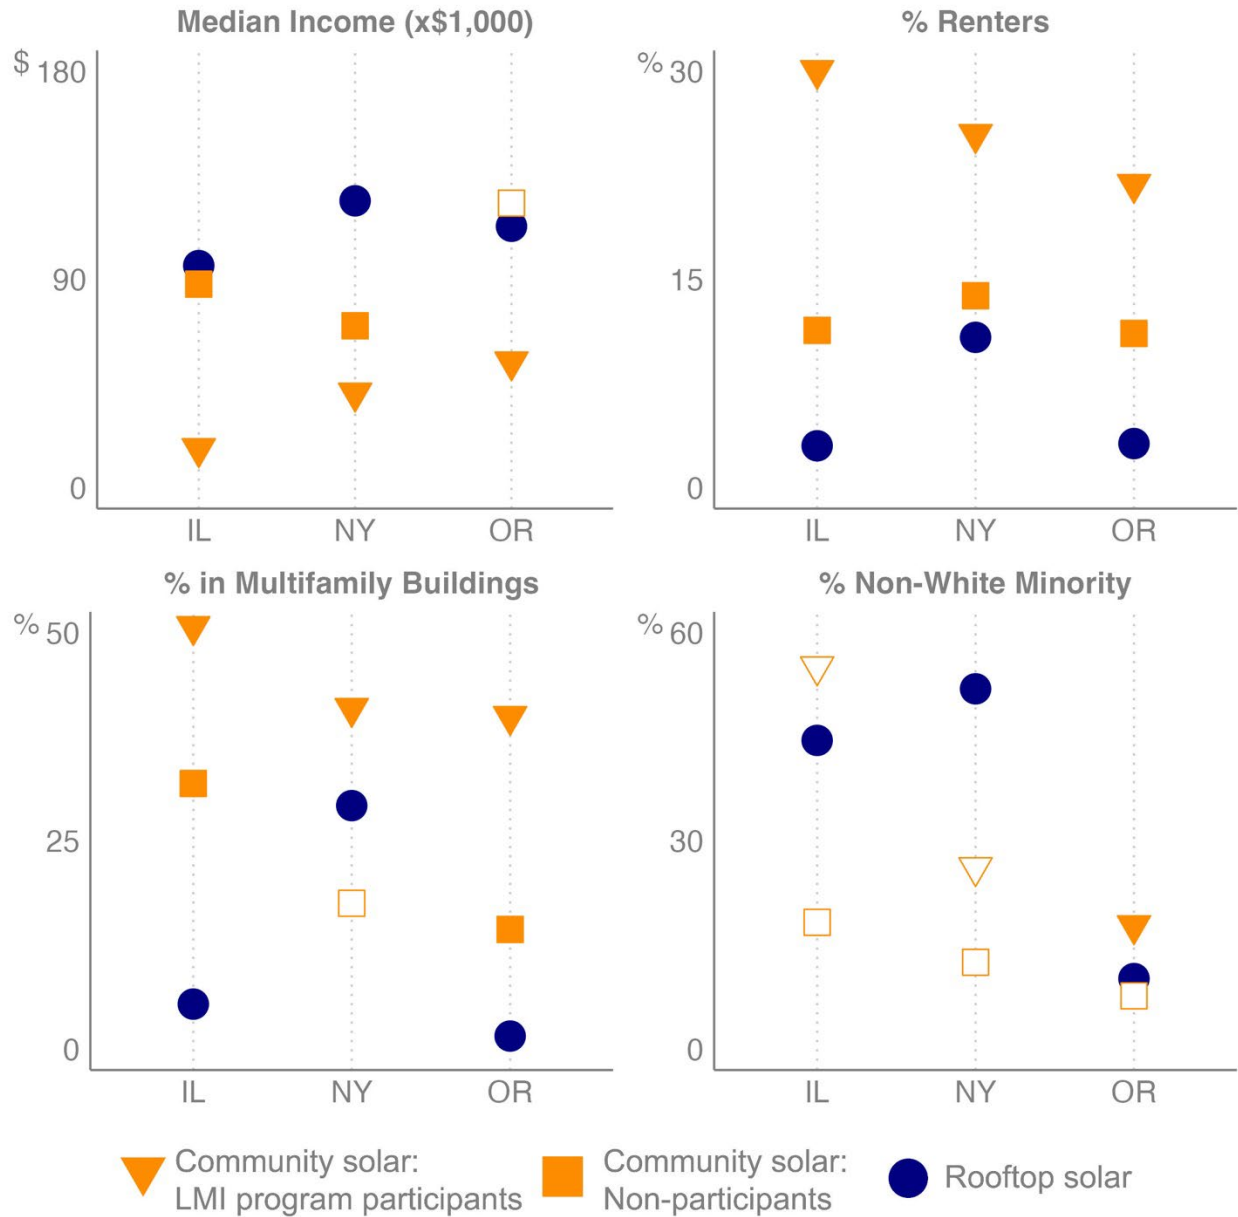 Median Income (x$1,000)
$ 180
90
0
IL NY OR
% Renters
% 30
15
0
IL NY OR
% in Multifamily Buildings
% 50
25
0
IL NY OR
% Non-White Minority
% 60
30
0
IL NY OR
Community solar:
LMI program participants
Community solar:
Non-participants
Rooftop solar